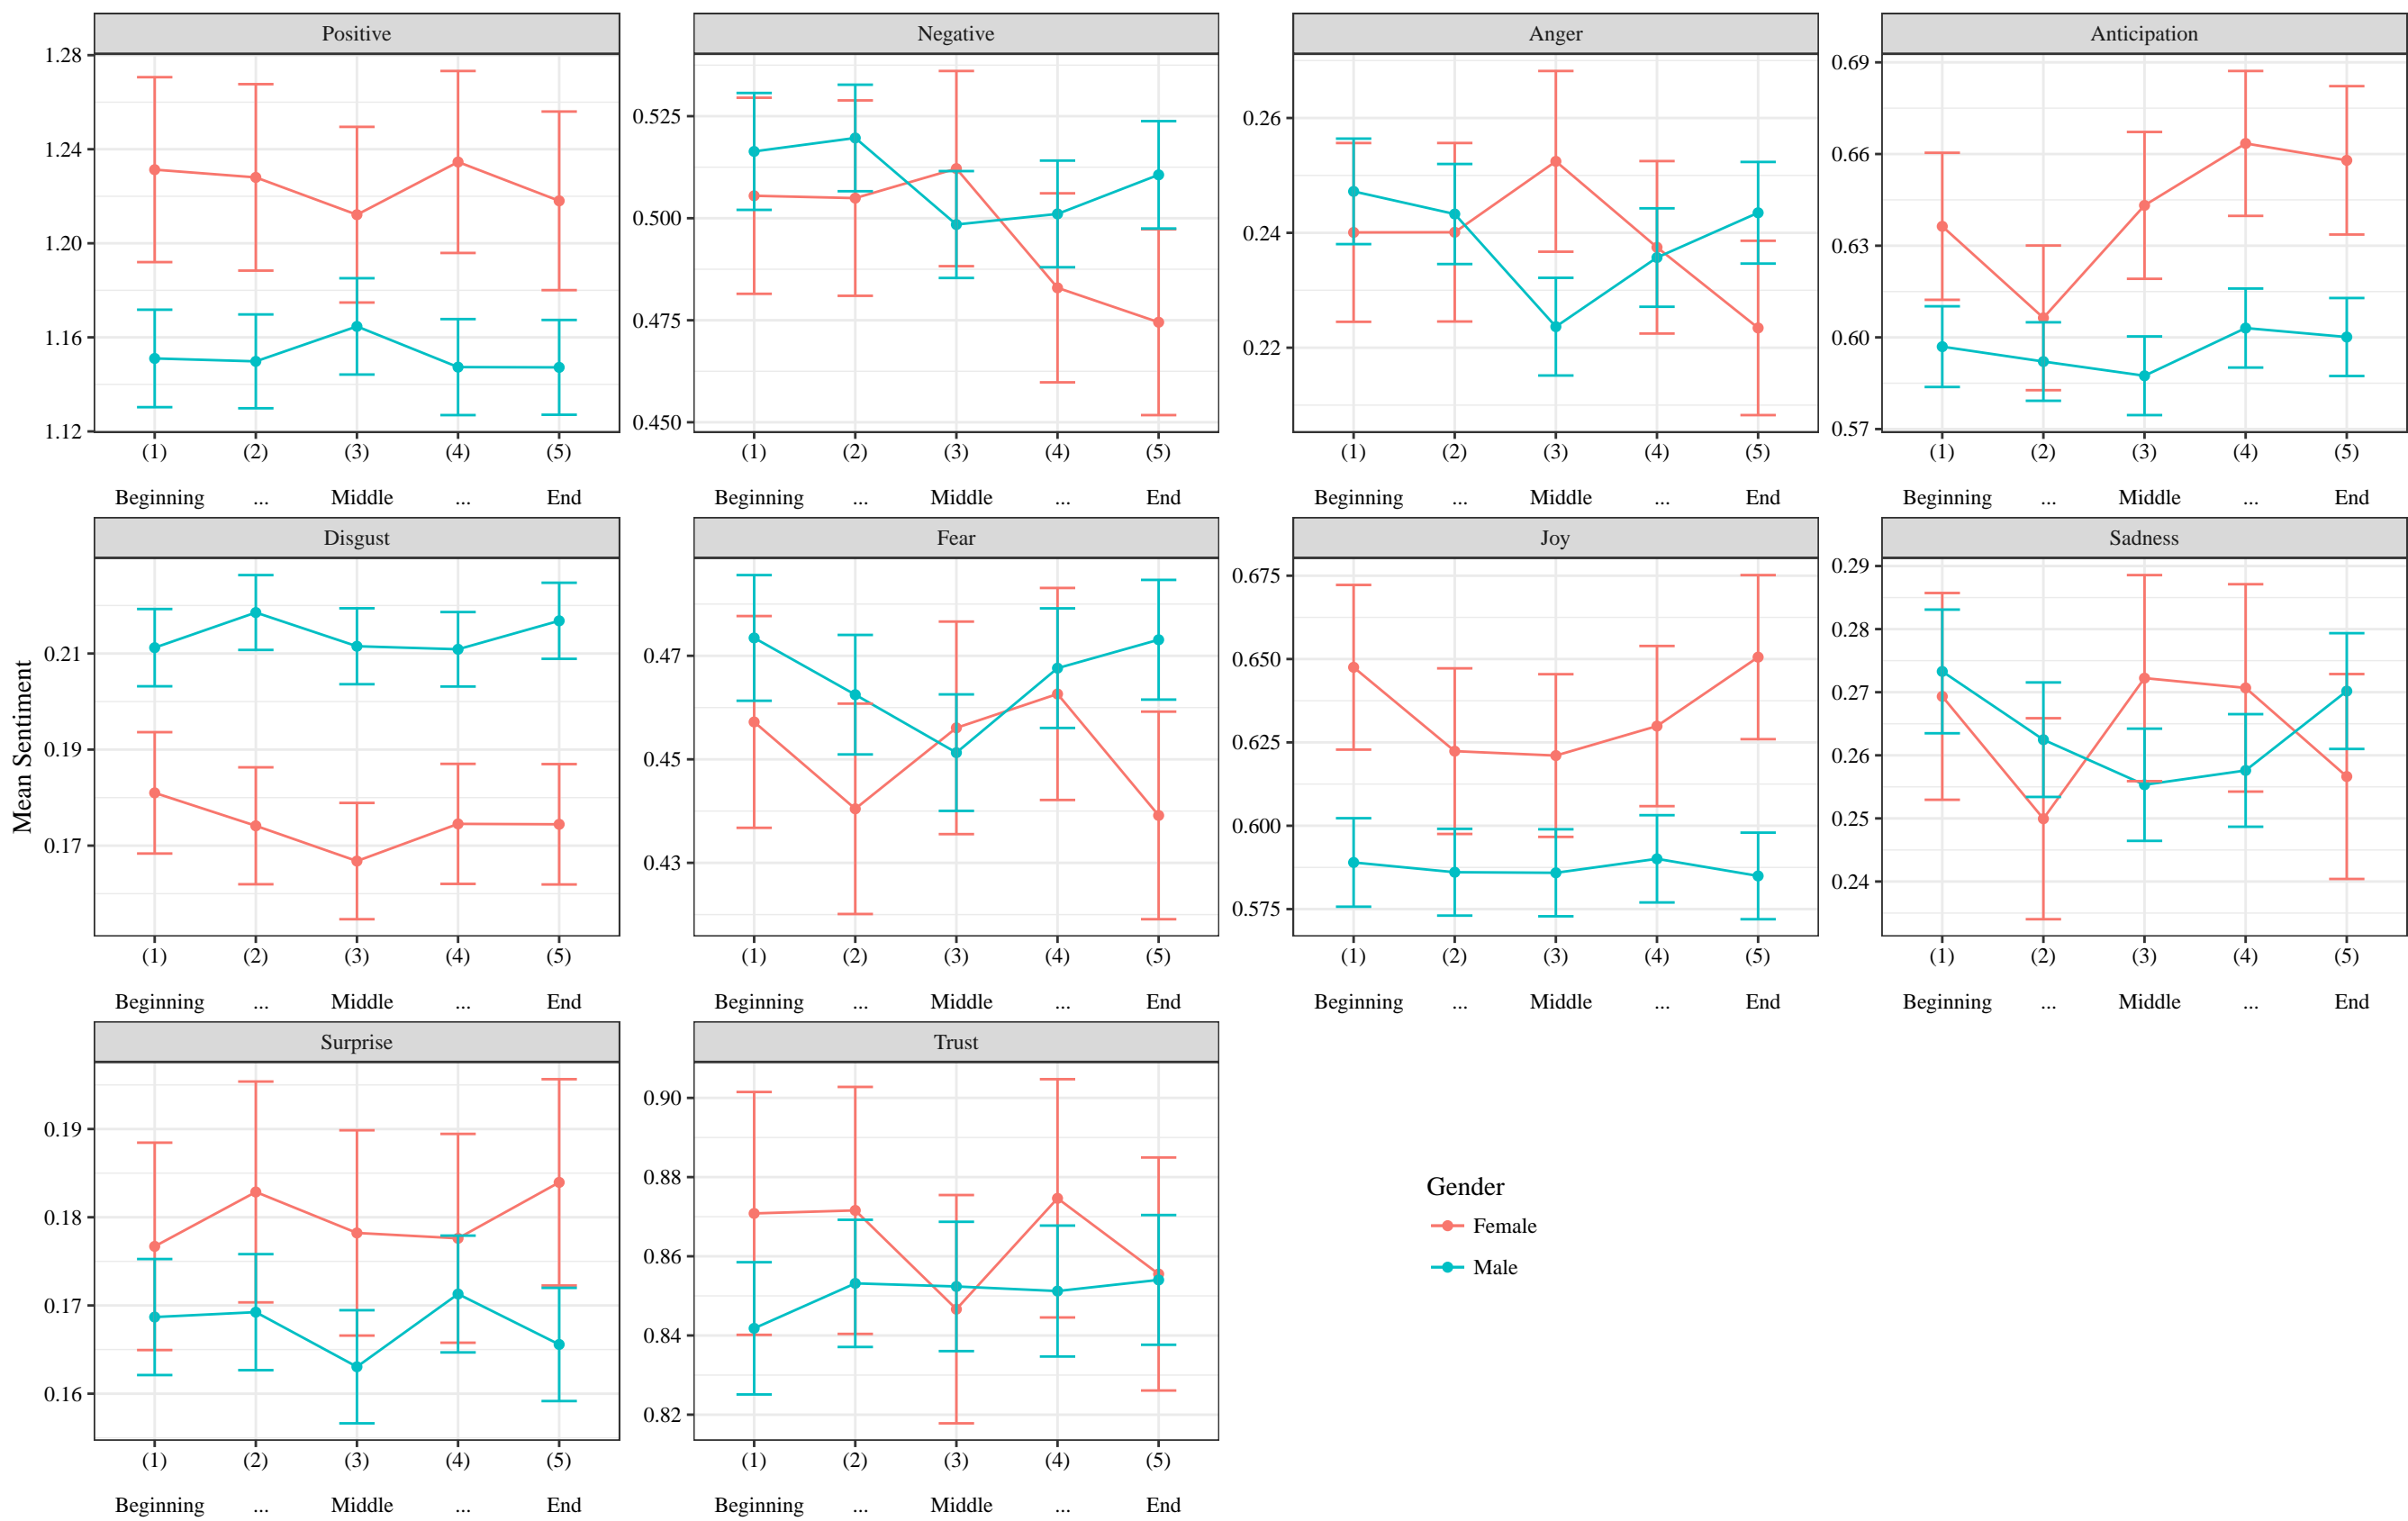 Mean Sentiment
Positive
1.28
1.24
1.20
1.16
1.12
(1) (2) (3) (4) (5)
Beginning ... Middle ... End
Negative
0.525
0.500
0.475
0.450
(1) (2) (3) (4) (5)
Beginning ... Middle ... End
Anger
0.26
0.24
0.22
(1) (2) (3) (4) (5)
Beginning ... Middle ... End
Anticipation
0.69
0.66
0.63
0.60
0.57
(1) (2) (3) (4) (5)
Beginning ... Middle ... End
Disgust
0.21
0.19
0.17
(1) (2) (3) (4) (5)
Beginning ... Middle ... End
Fear
0.47
0.45
0.43
(1) (2) (3) (4) (5)
Beginning ... Middle ... End
Joy
0.675
0.650
0.625
0.600
0.575
(1) (2) (3) (4) (5)
Beginning ... Middle ... End
Sadness
0.29
0.28
0.27
0.26
0.25
0.24
(1) (2) (3) (4) (5)
Beginning ... Middle ... End
Surprise
0.19
0.18
0.17
0.16
(1) (2) (3) (4) (5)
Beginning ... Middle ... End
Trust
0.90
0.88
0.86
0.84
0.82
(1) (2) (3) (4) (5)
Beginning ... Middle ... End
Gender
Female
Male